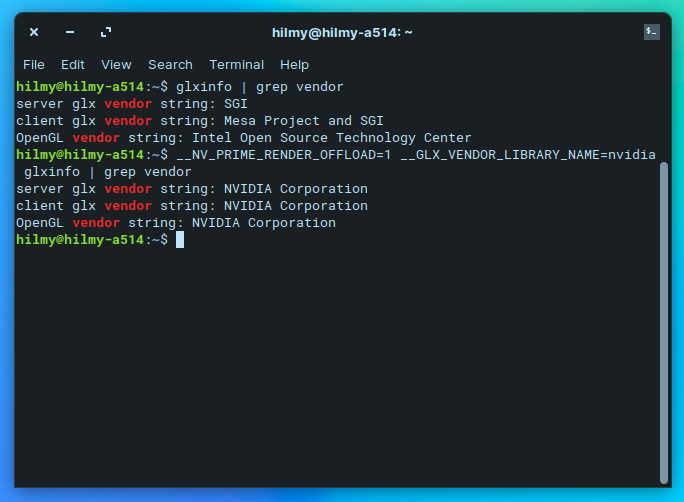 hilmy@hilmy-a514: ~
$_
File Edit View Search Terminal Help
hilmy@hilmy-a514:~$ glxinfo | grep vendor
server glx vendor string: SGI
client glx vendor string: Mesa Project and SGI
OpenGL vendor string: Intel Open Source Technology Center
hilmy@hilmy-a514:~$ __NV_PRIME_RENDER_OFFLOAD=1 __GLX_VENDOR_LIBRARY_NAME=nvidia
 glxinfo | grep vendor
server glx vendor string: NVIDIA Corporation
client glx vendor string: NVIDIA Corporation
OpenGL vendor string: NVIDIA Corporation
hilmy@hilmy-a514:~$